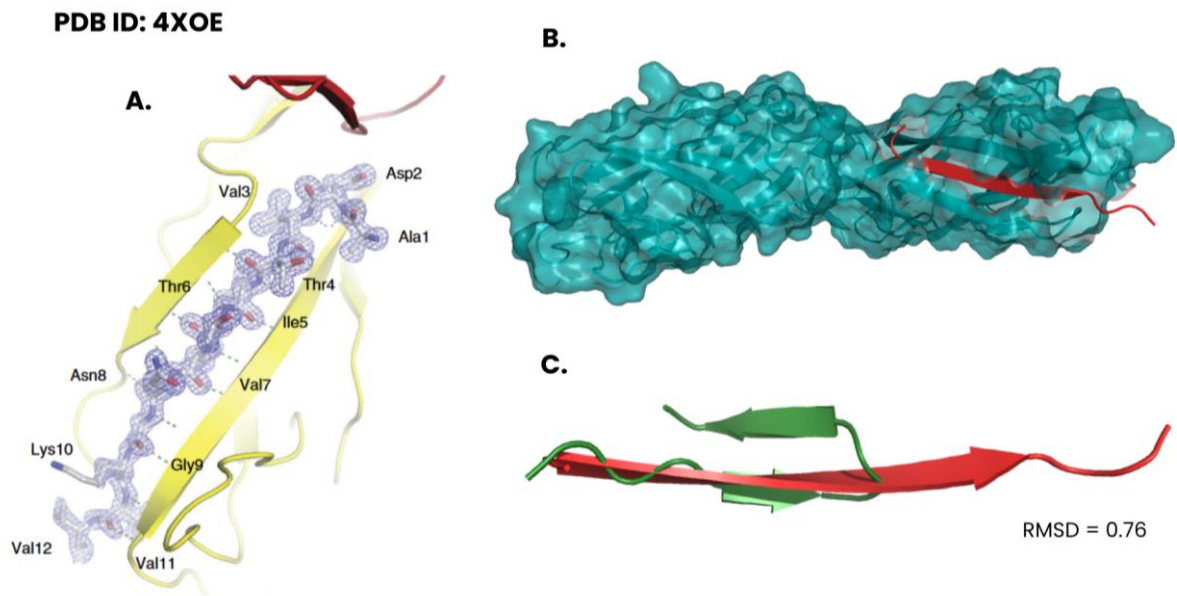 PDB ID: 4XOE
A.
B.
Asp2
Val3
Ala1
Thr6
Thr4
Ile5
Asn8
Val7
Lys10
Gly9
Val12
Val11
C.
RMSD = 0.76